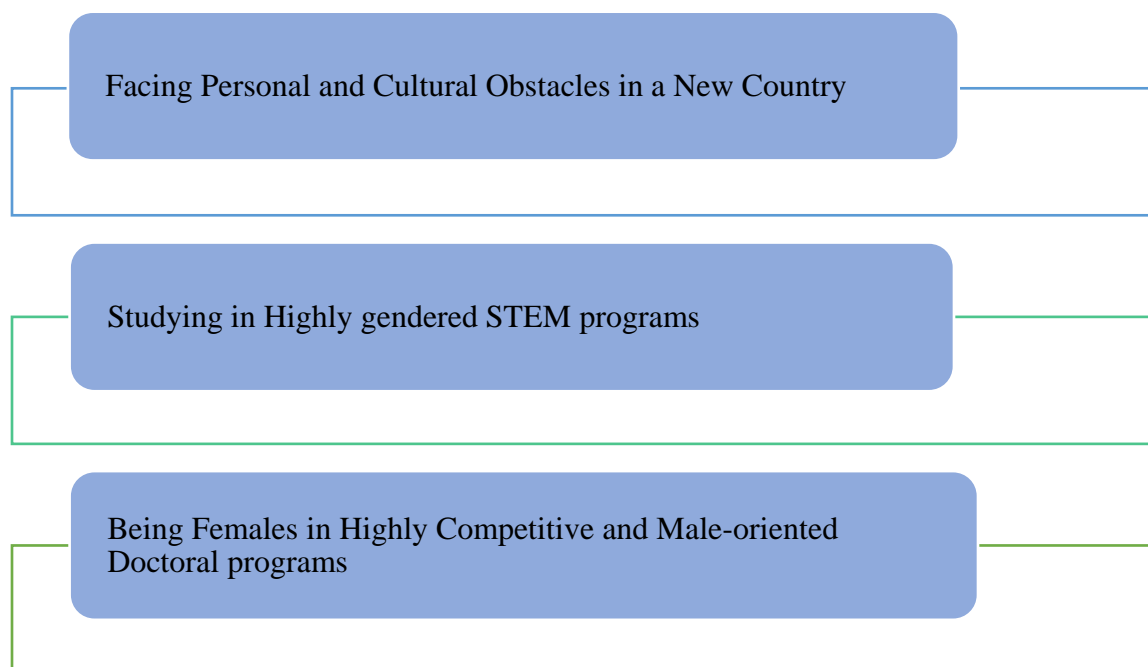 Facing Personal and Cultural Obstacles in a New Country
Studying in Highly gendered STEM programs
Being Females in Highly Competitive and Male-oriented
Doctoral programs